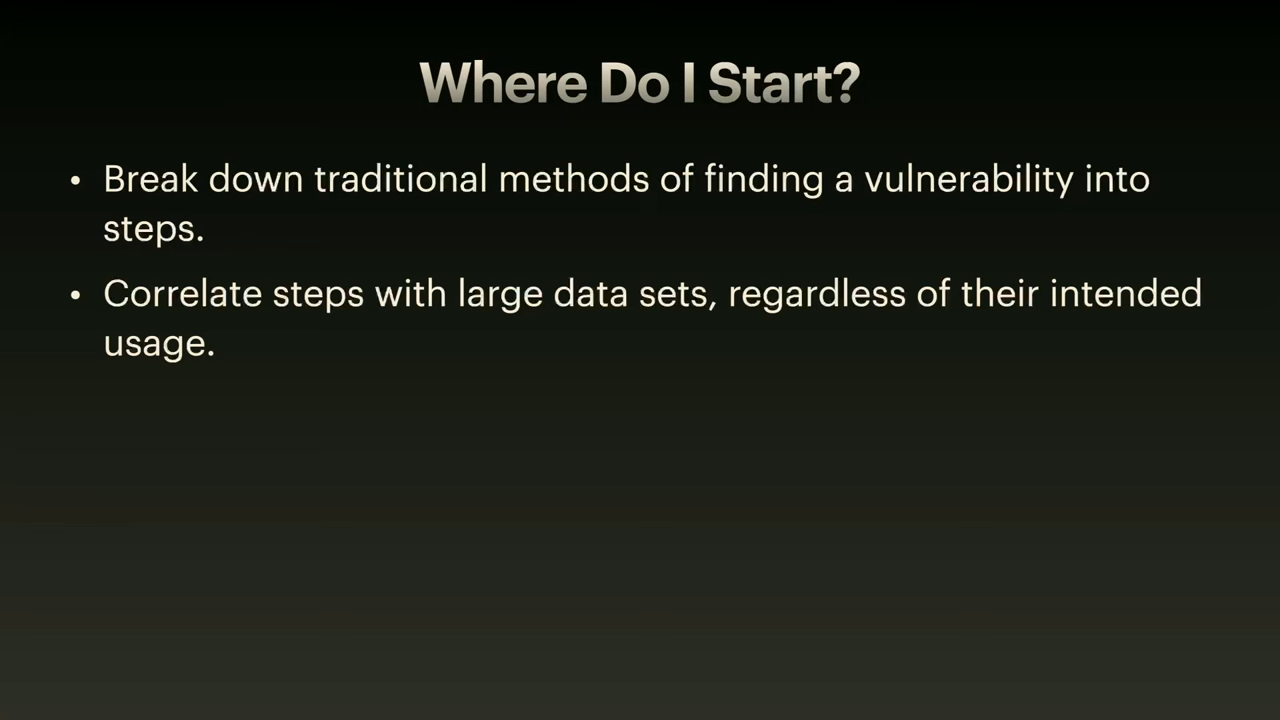 Where Do I Start?
• Break down traditional methods of finding a vulnerability into
steps.
• Correlate steps with large data sets, regardless of their intended
usage.